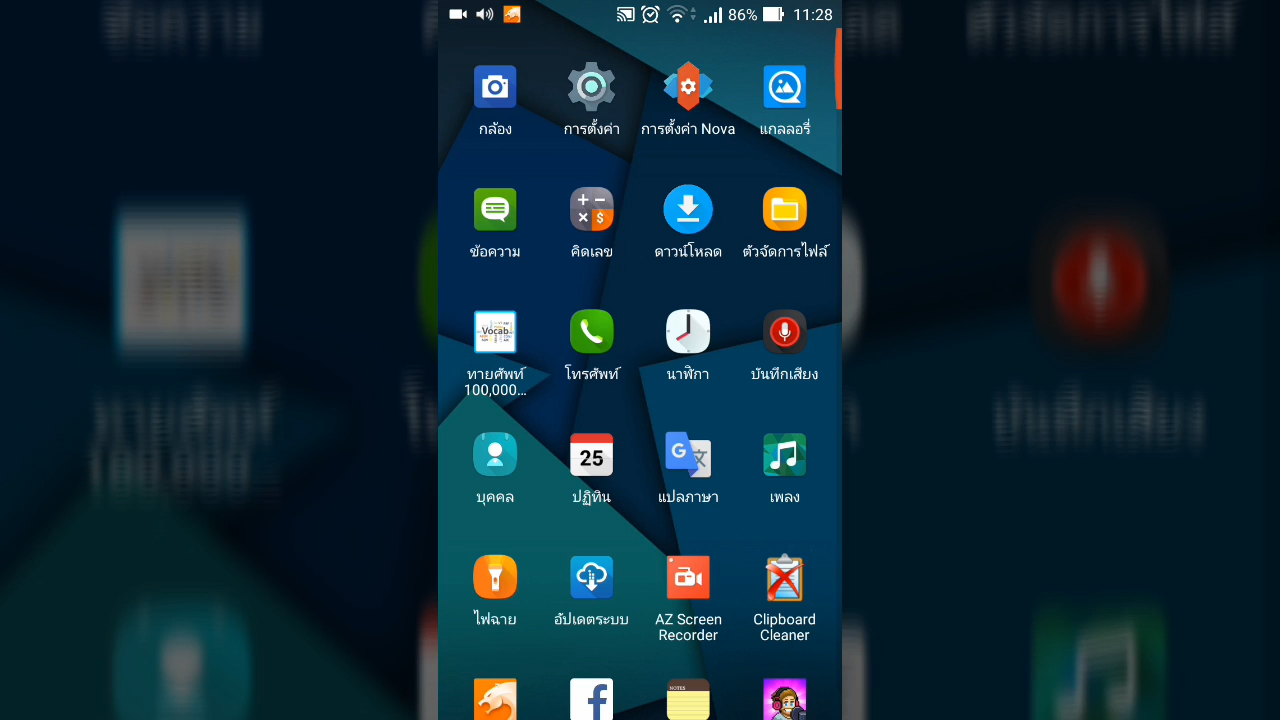 86% 11:28
กล้อง
การตั้งค่า
การตั้งค่า Nova
แกลลอรี่
ข้อความ
คิดเลข
ดาวน์โหลด
ตัวจัดการไฟล์
Vocab
ทายศัพท์
100,000...
โทรศัพท์
นาฬิกา
บันทึกเสียง
บุคคล
25
ปฏิทิน
G
แปลภาษา
เพลง
ไฟฉาย
อัปเดตระบบ
AZ Screen
Recorder
Clipboard
Cleaner
NOTES